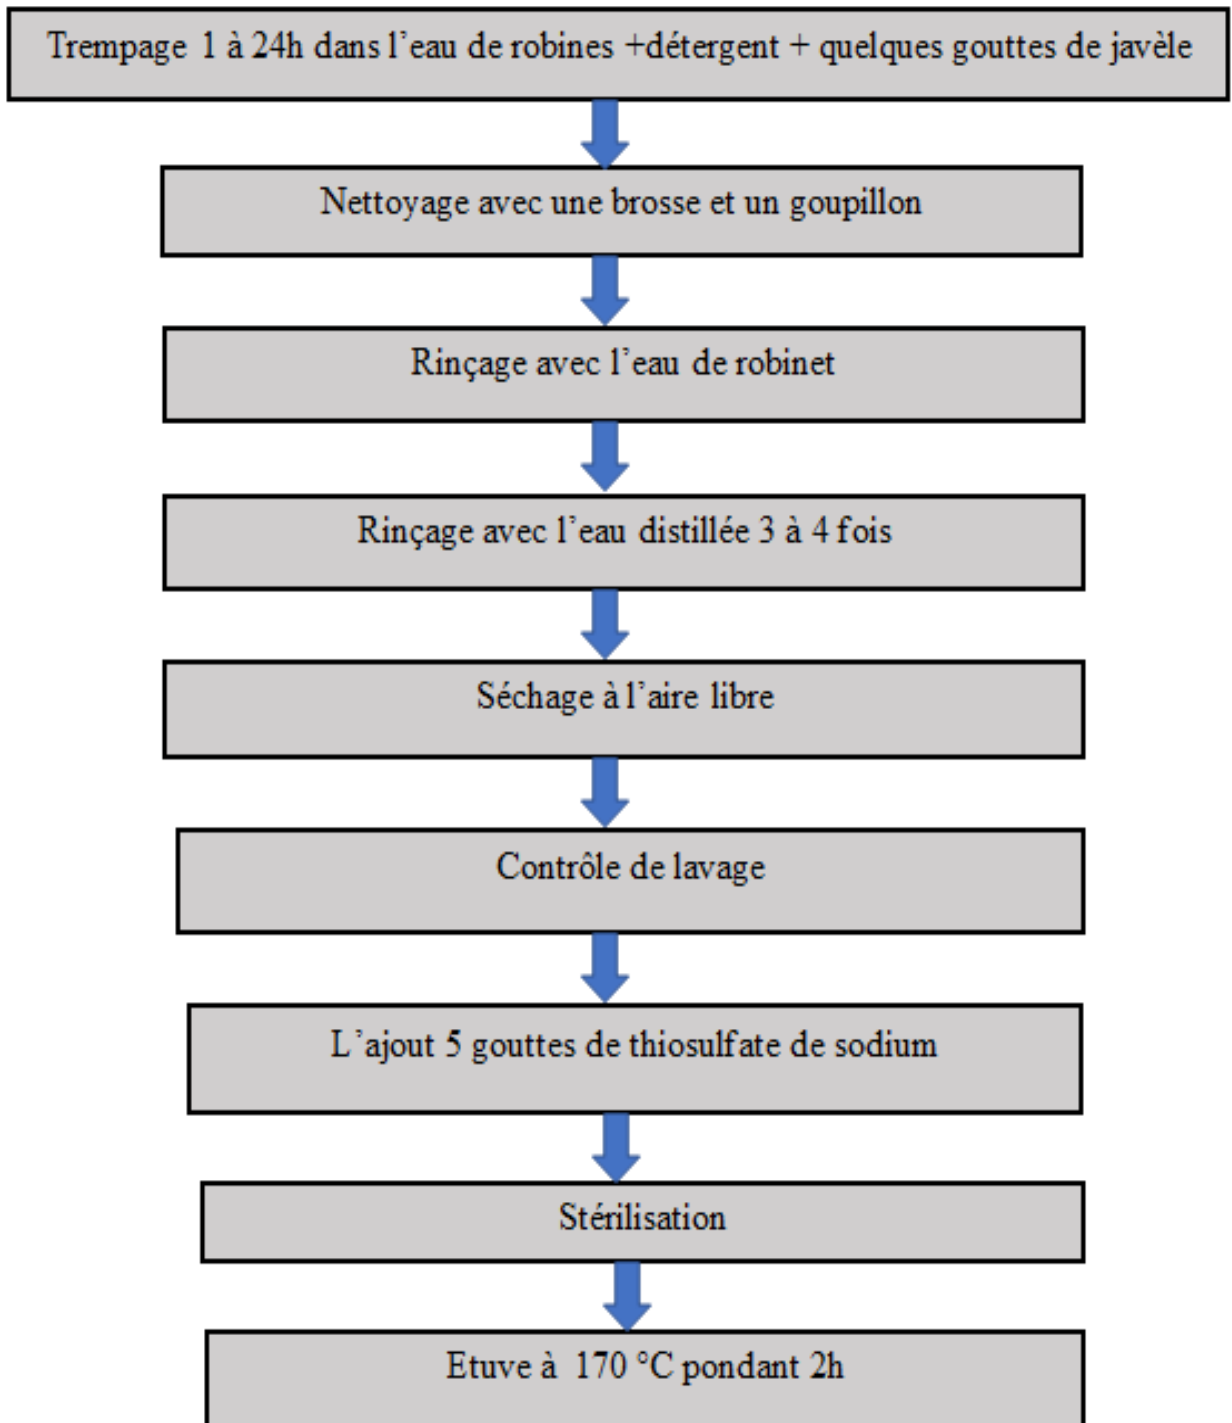 Trempage 1 à 24h dans l’eau de robines +détergent + quelques gouttes de javèle
Nettoyage avec une brosse et un goupillon
Rinçage avec l’eau de robinet
Rinçage avec l’eau distillée 3 à 4 fois
Séchage à l’aire libre
Contrôle de lavage
L’ajout 5 gouttes de thiosulfate de sodium
Stérilisation
Etuve à 170 °C pondant 2h